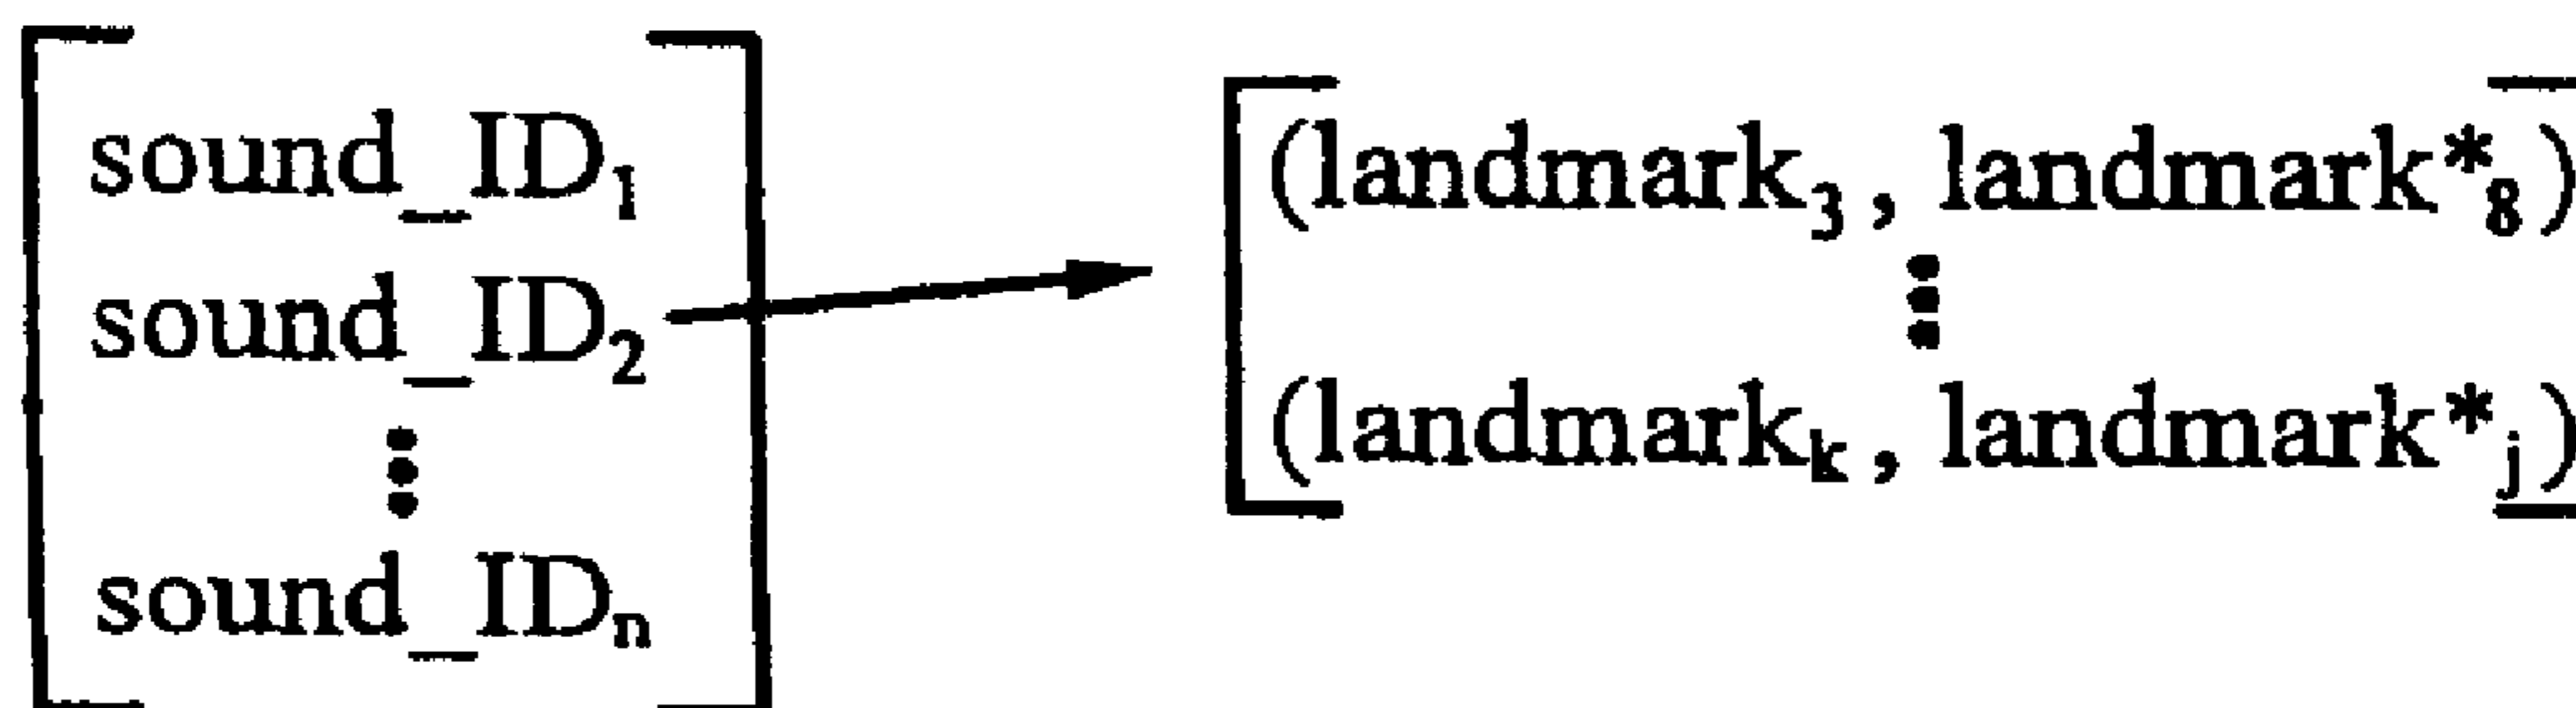 sound_ID₁
sound_ID₂
⋮
sound_IDₙ
(landmark₃, landmark*₈)
⋮
(landmarkₖ, landmark*ⱼ)